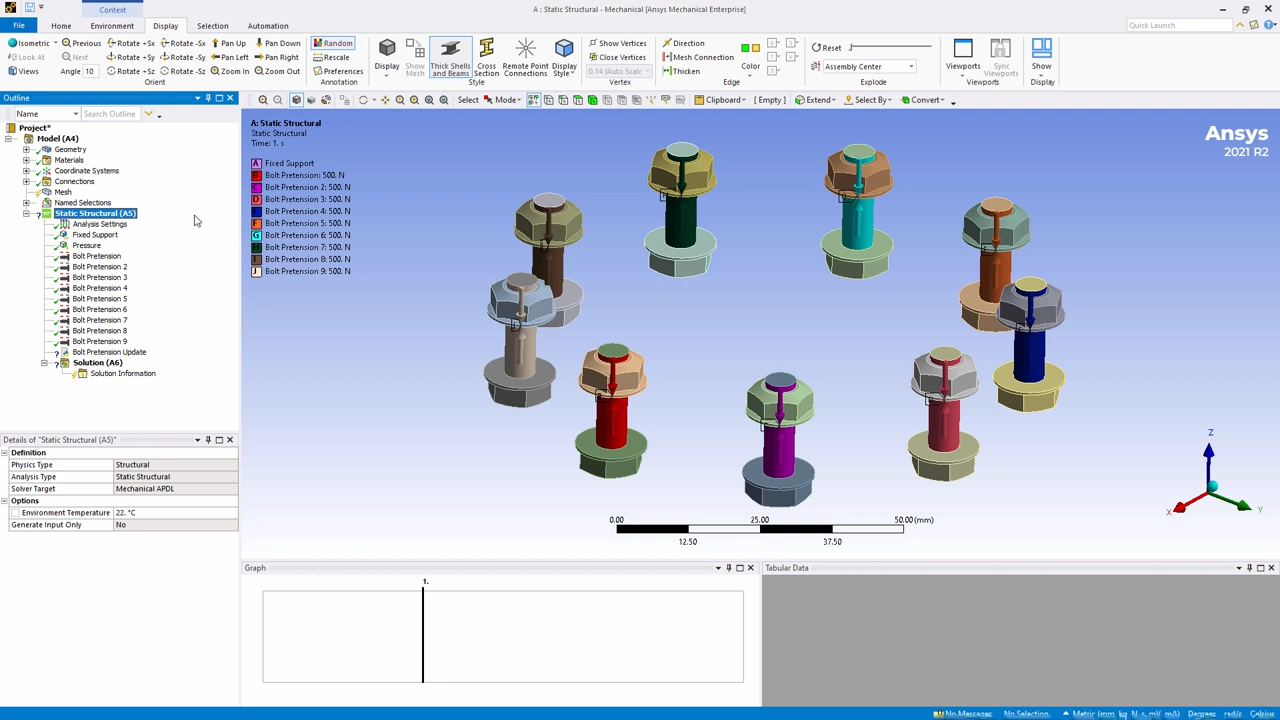 Context
A : Static Structural - Mechanical [Ansys Mechanical Enterprise]
File Home Environment Display Selection Automation
Quick Launch
Isometric Previous Rotate +Sx Rotate -Sx Pan Up Pan Down
Look At Next Rotate +Sy Rotate -Sy Pan Left Pan Right
Views Angle 10 Rotate +Sz Rotate -Sz Zoom In Zoom Out
Orient
Random
Rescale
Preferences
Annotation
Display
Show Mesh
Thick Shells and Beams
Cross Section
Remote Point Connections
Display Style
Style
Show Vertices
Close Vertices
0.14 (Auto Scale)
Vertex
Direction
Mesh Connection
Thicken
Color
Edge
Reset
Assembly Center
Explode
Viewports
Sync Viewports
Viewports
Show
Display
Outline
Name Search Outline
Select Mode Clipboard [ Empty ] Extend Select By Convert
Project*
Model (A4)
Geometry
Materials
Coordinate Systems
Connections
Mesh
Named Selections
Static Structural (A5)
Analysis Settings
Fixed Support
Pressure
Bolt Pretension
Bolt Pretension 2
Bolt Pretension 3
Bolt Pretension 4
Bolt Pretension 5
Bolt Pretension 6
Bolt Pretension 7
Bolt Pretension 8
Bolt Pretension 9
Bolt Pretension Update
Solution (A6)
Solution Information
Details of "Static Structural (A5)"
Definition
Physics Type Structural
Analysis Type Static Structural
Solver Target Mechanical APDL
Options
Environment Temperature 22. °C
Generate Input Only No
A: Static Structural
Static Structural
Time: 1. s
A Fixed Support
B Bolt Pretension: 500. N
C Bolt Pretension 2: 500. N
D Bolt Pretension 3: 500. N
E Bolt Pretension 4: 500. N
F Bolt Pretension 5: 500. N
G Bolt Pretension 6: 500. N
H Bolt Pretension 7: 500. N
I Bolt Pretension 8: 500. N
J Bolt Pretension 9: 500. N
Ansys
2021 R2
Z
X
Y
0.00 25.00 50.00 (mm)
12.50 37.50
Graph
1.
Tabular Data
No Messages No Selection Metric (mm, kg, N, s, mV, mA) Degrees rad/s Celsius